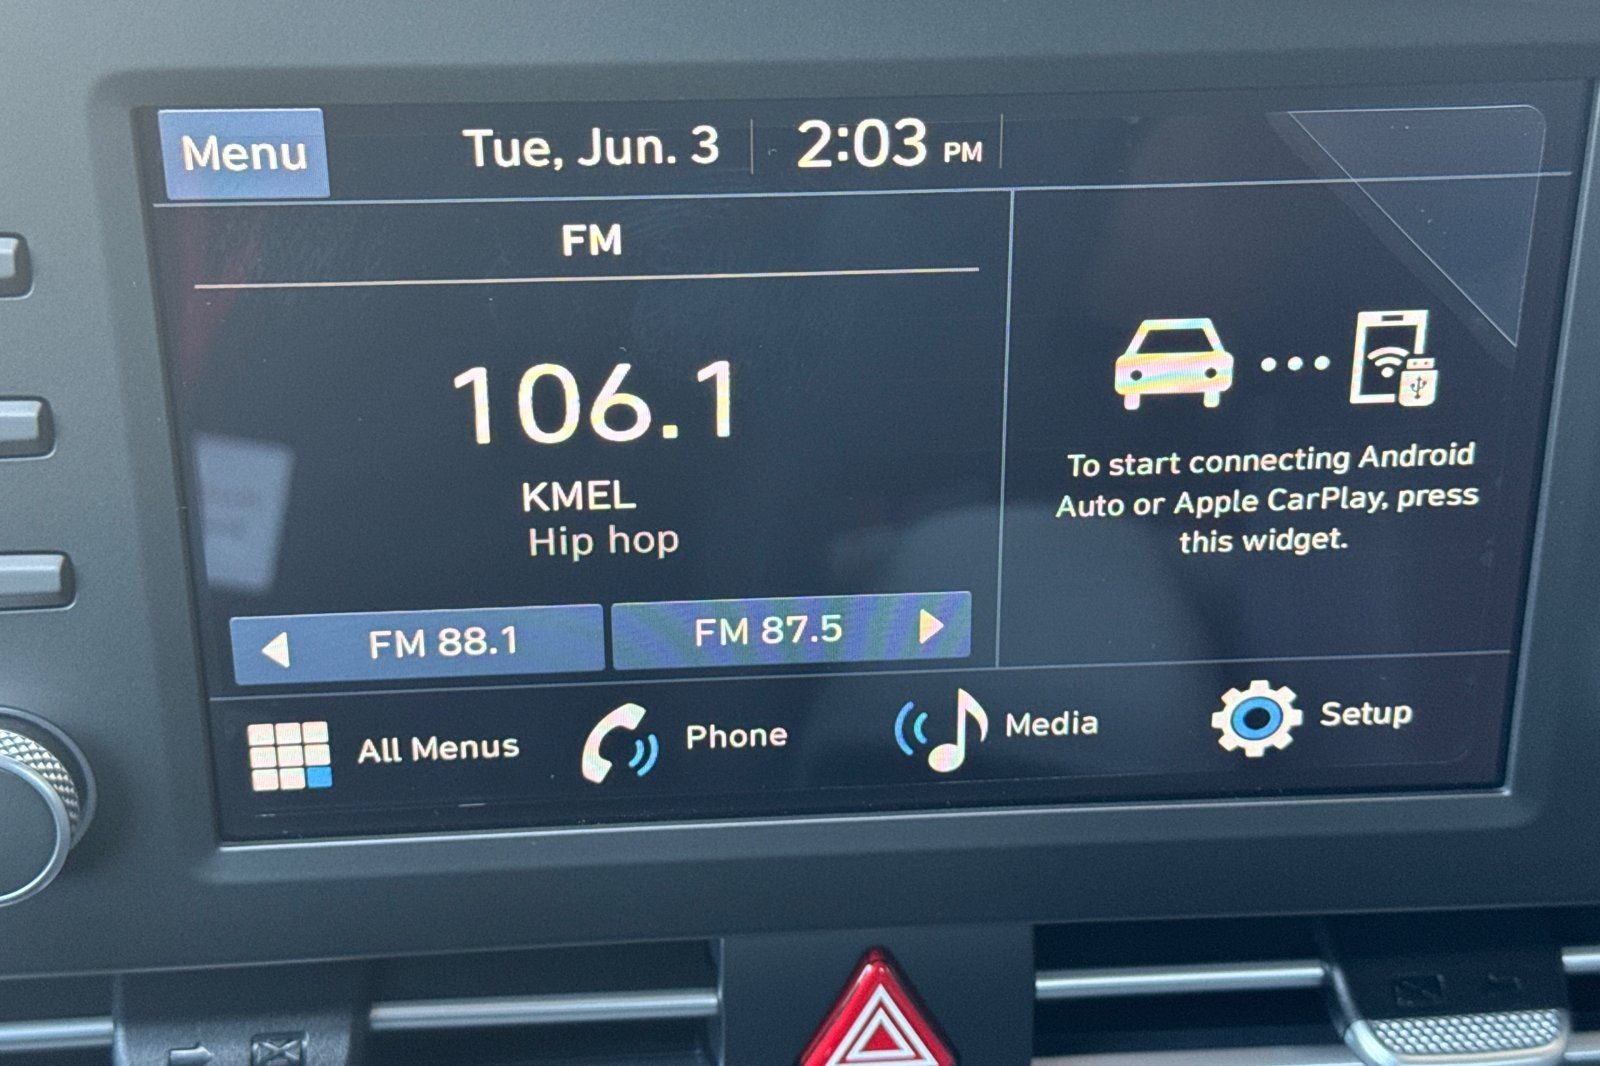 Menu
Tue, Jun. 3
2:03 PM
FM
106.1
KMEL
Hip hop
To start connecting Android
Auto or Apple CarPlay, press
this widget.
FM 88.1
FM 87.5
All Menus
Phone
Media
Setup